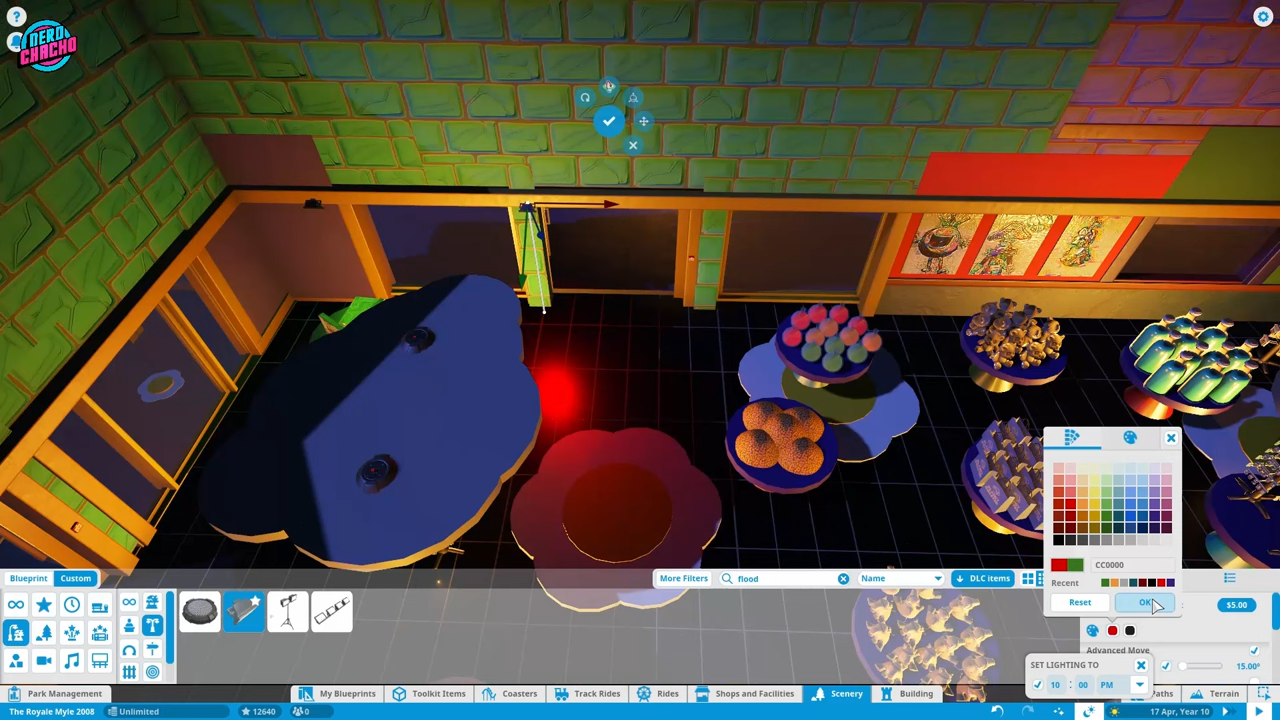 ?
NERD
CHACHO
CC0000
Recent
Reset
OK
Blueprint
Custom
More Filters
flood
Name
DLC items
$5.00
Advanced Move
15.00°
SET LIGHTING TO
10 : 00 PM
Park Management
My Blueprints
Toolkit Items
Coasters
Track Rides
Rides
Shops and Facilities
Scenery
Building
Paths
Terrain
The Royale Myle 2008
Unlimited
12640
0
17 Apr, Year 10